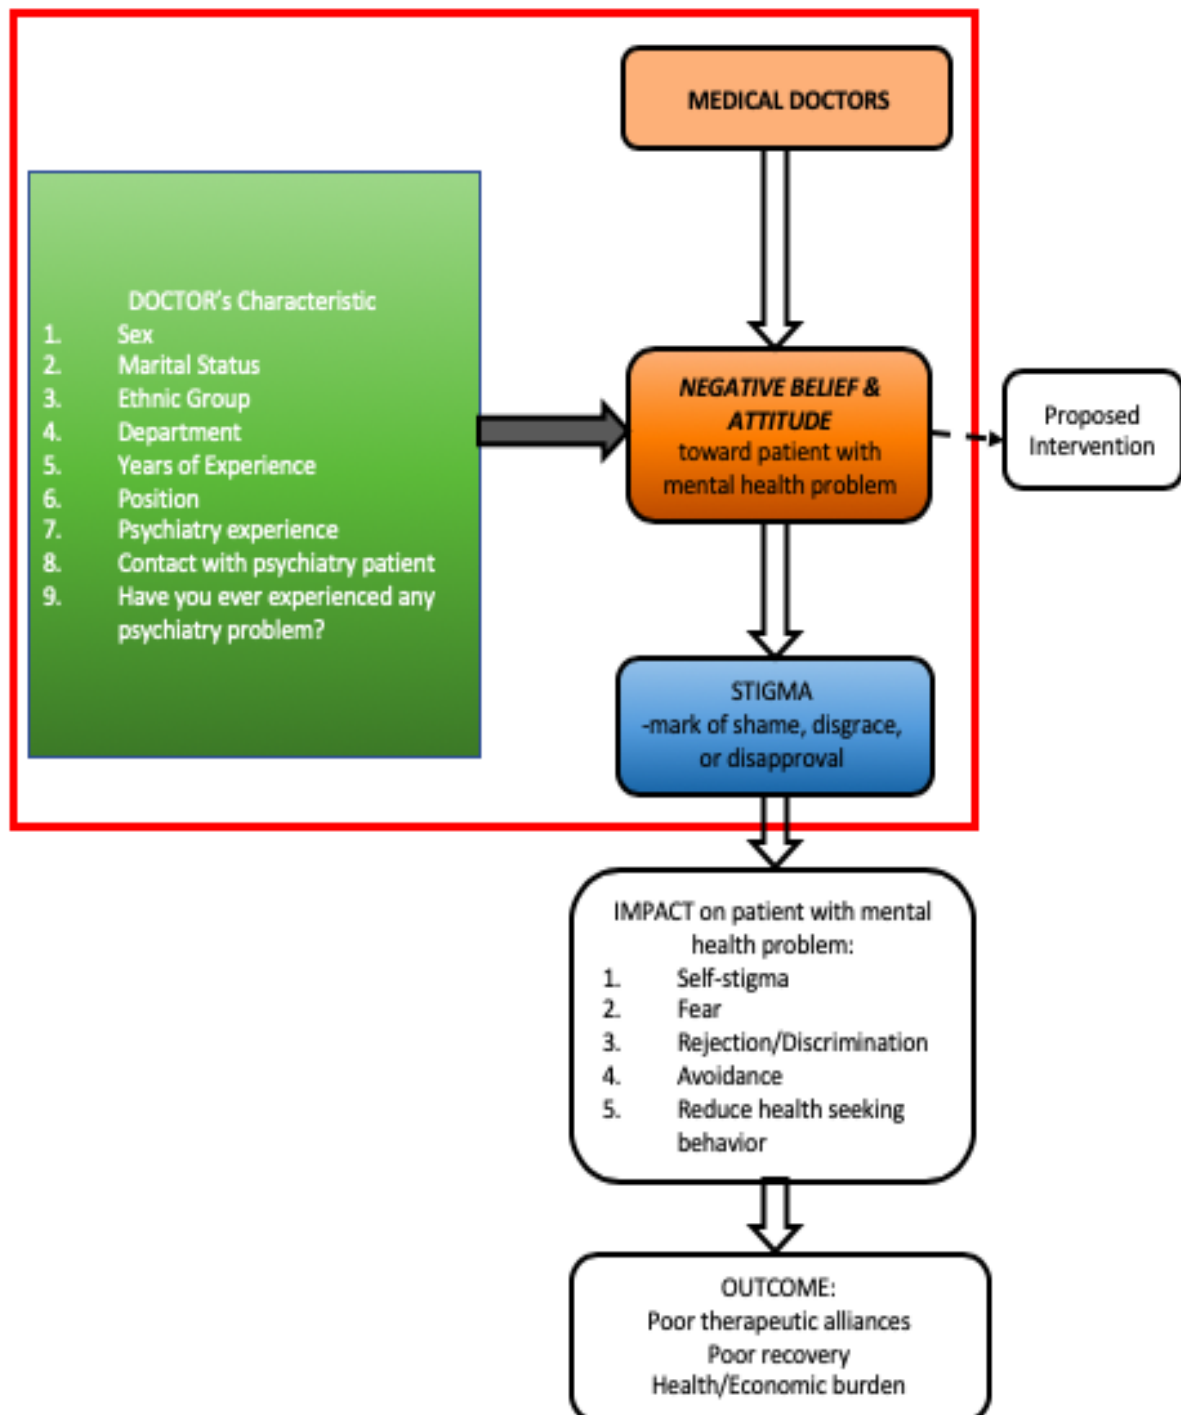 MEDICAL DOCTORS
DOCTOR's Characteristic
1. Sex
2. Marital Status
3. Ethnic Group
4. Department
5. Years of Experience
6. Position
7. Psychiatry experience
8. Contact with psychiatry patient
9. Have you ever experienced any
psychiatry problem?
NEGATIVE BELIEF &
ATTITUDE
toward patient with
mental health problem
Proposed
Intervention
STIGMA
-mark of shame, disgrace,
or disapproval
IMPACT on patient with mental
health problem:
1. Self-stigma
2. Fear
3. Rejection/Discrimination
4. Avoidance
5. Reduce health seeking
behavior
OUTCOME:
Poor therapeutic alliances
Poor recovery
Health/Economic burden